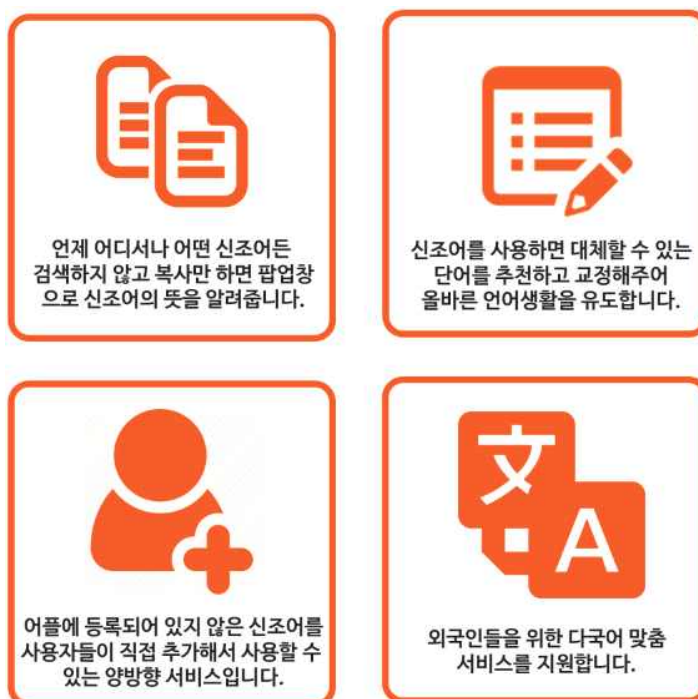 언제 어디서나 어떤 신조어든
검색하지 않고 복사만 하면 팝업창
으로 신조어의 뜻을 알려줍니다.
신조어를 사용하면 대체할 수 있는
단어를 추천하고 교정해주어
올바른 언어생활을 유도합니다.
어플에 등록되어 있지 않은 신조어를
사용자들이 직접 추가해서 사용할 수
있는 양방향 서비스입니다.
文
A
외국인들을 위한 다국어 맞춤
서비스를 지원합니다.